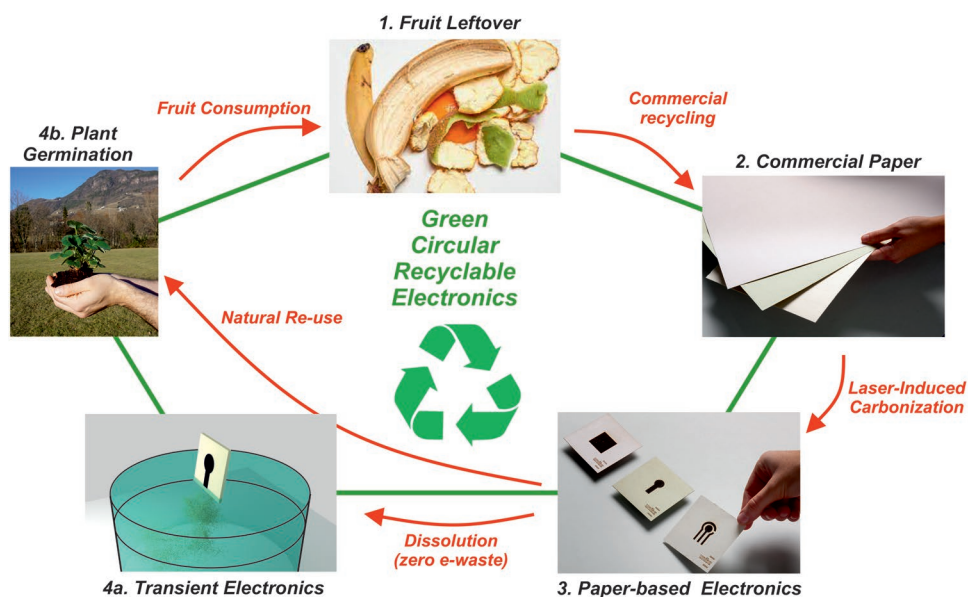 1. Fruit Leftover
Fruit Consumption
Commercial
recycling
4b. Plant
Germination
2. Commercial Paper
Green
Circular
Recyclable
Electronics
Natural Re-use
Laser-Induced
Carbonization
Dissolution
(zero e-waste)
4a. Transient Electronics
3. Paper-based Electronics